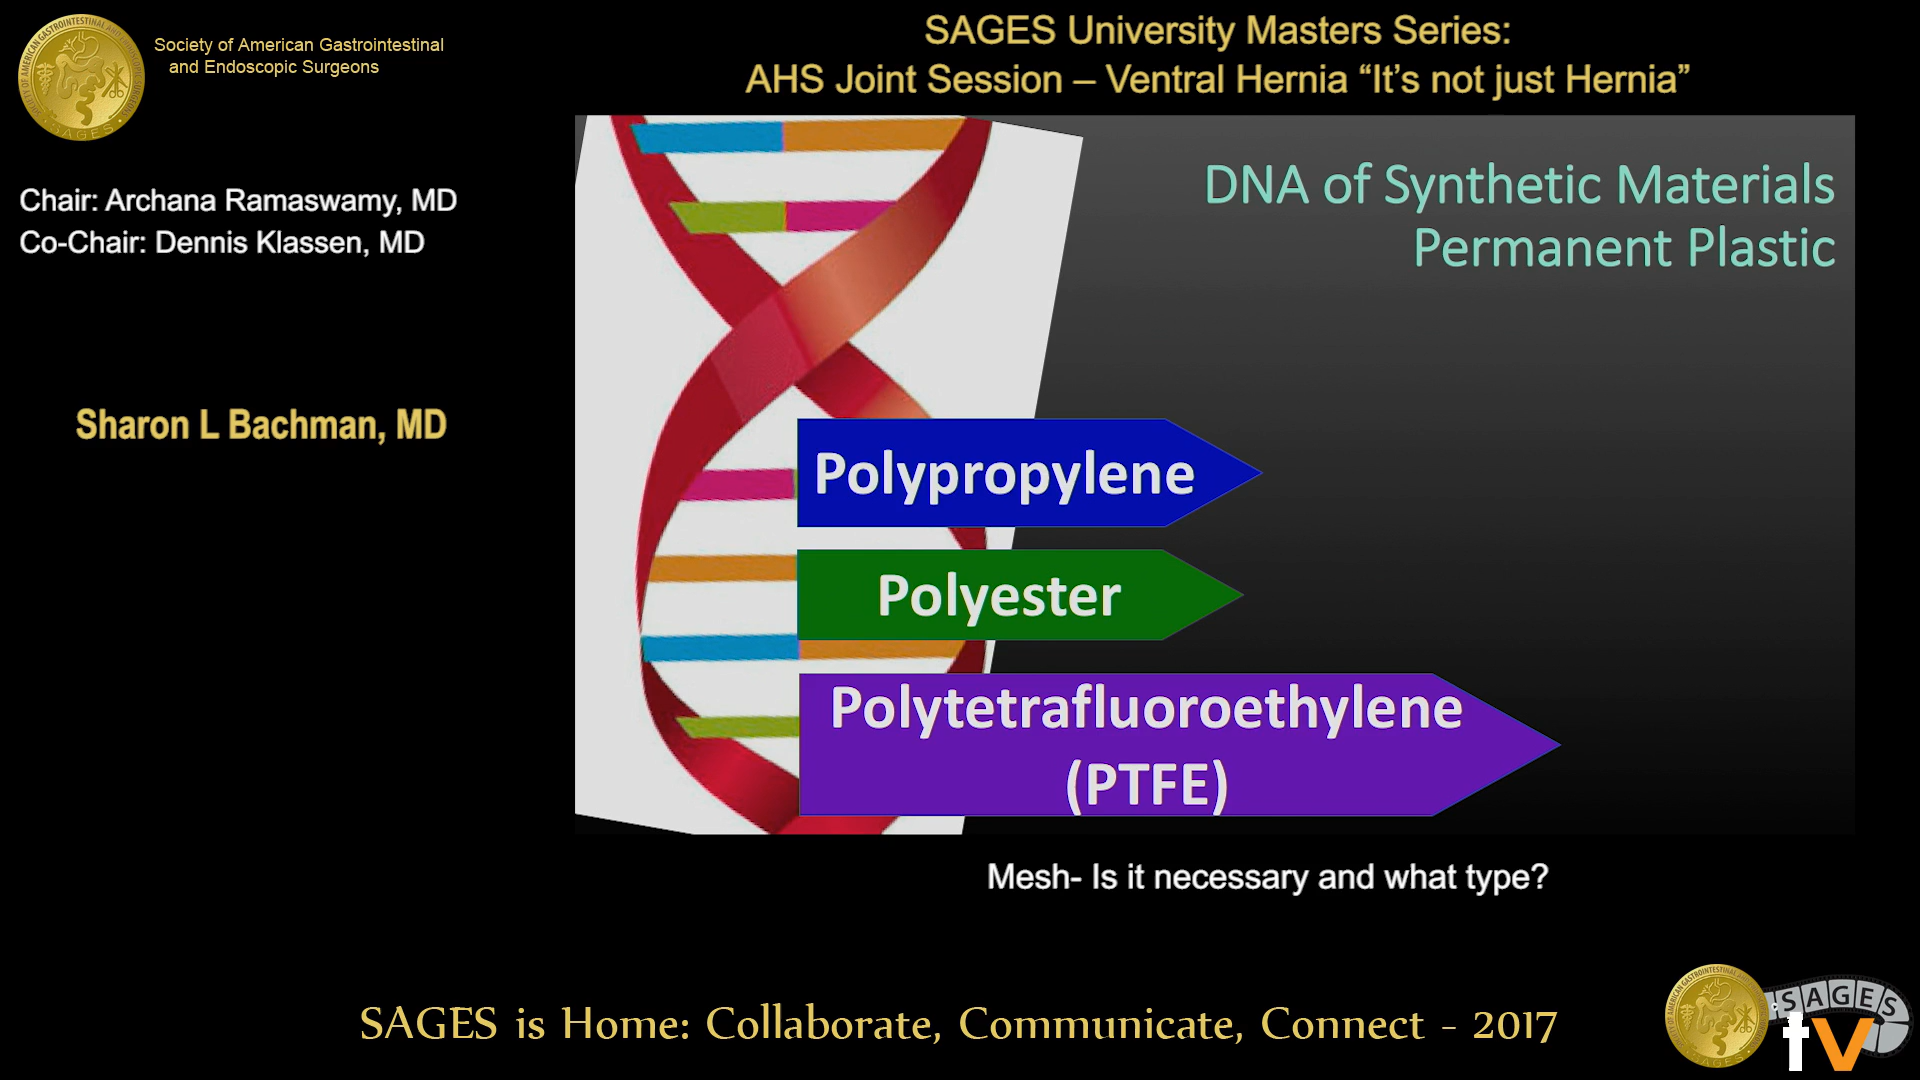 Society of American Gastrointestinal
and Endoscopic Surgeons
SAGES University Masters Series:
AHS Joint Session – Ventral Hernia “It’s not just Hernia”
Chair: Archana Ramaswamy, MD
Co-Chair: Dennis Klassen, MD
Sharon L Bachman, MD
DNA of Synthetic Materials
Permanent Plastic
Polypropylene
Polyester
Polytetrafluoroethylene
(PTFE)
Mesh- Is it necessary and what type?
SAGES is Home: Collaborate, Communicate, Connect - 2017
SAGES
SAGES
tv